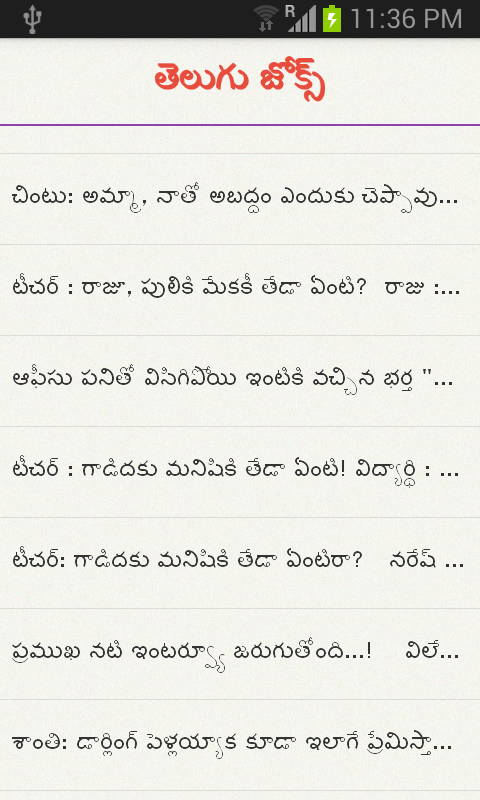 R 11:36 PM
తెలుగు జోక్స్
చింటు: అమ్మా, నాతో అబద్దం ఎందుకు చెప్పావు...
టీచర్ : రాజూ, పులికి మేకకీ తేడా ఏంటి? రాజు :...
ఆఫీసు పనితో విసిగిపోయి ఇంటికి వచ్చిన భర్త "...
టీచర్ : గాడిదకు మనిషికి తేడా ఏంటి! విద్యార్థి : ...
టీచర్: గాడిదకు మనిషికి తేడా ఏంటిరా? నరేష్ ...
ప్రముఖ నటి ఇంటర్వ్యూ జరుగుతోంది...! విలే...
శాంతి: డార్లింగ్ పెళ్లయ్యాక కూడా ఇలాగే ప్రేమిస్తా...